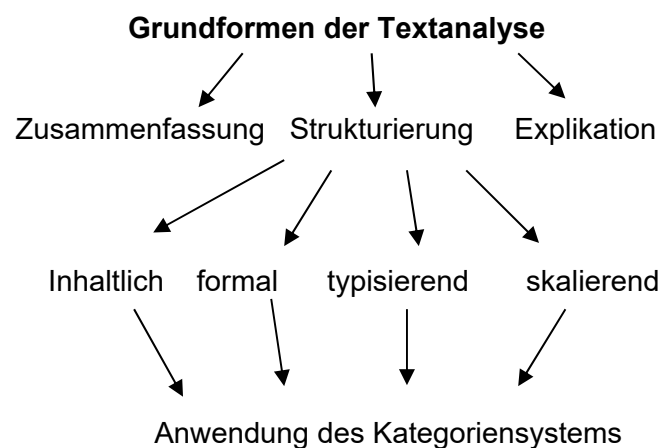 Grundformen der Textanalyse
Zusammenfassung Strukturierung Explikation
Inhaltlich formal typisierend skalierend
Anwendung des Kategoriensystems